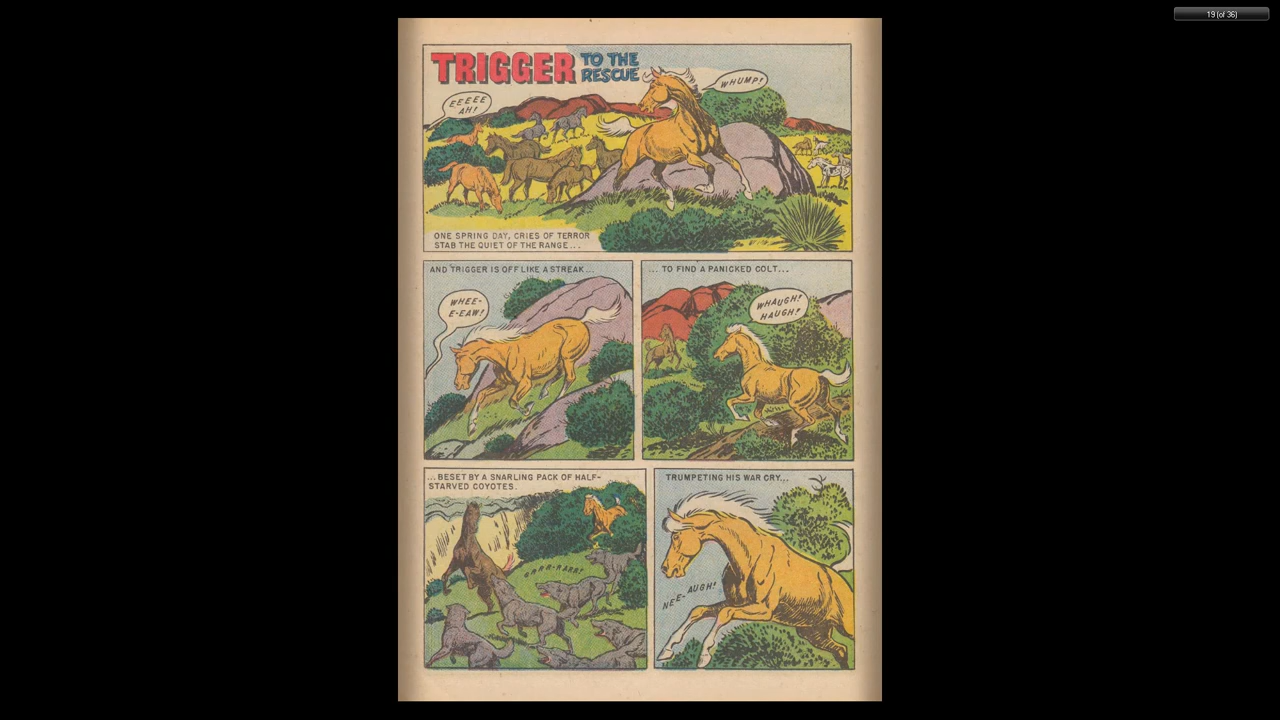 19 (of 36)
TRIGGER TO THE
RESCUE
EEEEE
AH!
WHUMP!
ONE SPRING DAY, CRIES OF TERROR
STAB THE QUIET OF THE RANGE...
AND TRIGGER IS OFF LIKE A STREAK...
WHEE-
E-EAW!
...TO FIND A PANICKED COLT...
WHAUGH!
HAUGH!
...BESET BY A SNARLING PACK OF HALF-
STARVED COYOTES.
GRRR-RARR!
TRUMPETING HIS WAR CRY...
NEE-AUGH!